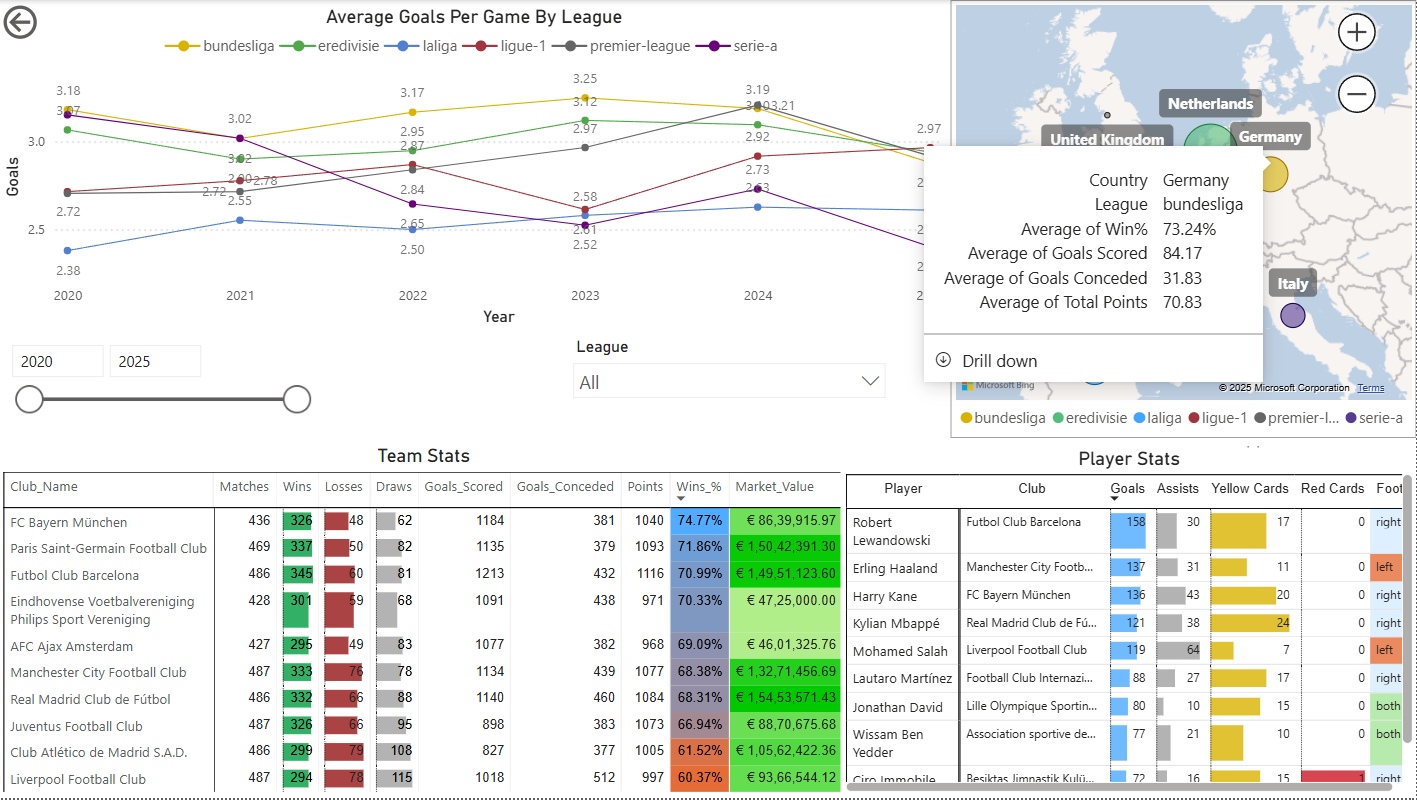 Average Goals Per Game By League
bundesliga eredivisie laliga ligue-1 premier-league serie-a
Goals
3.0
2.5
3.18
2.72
2.38
3.02
2.72
2.78
2.55
3.17
2.95
2.87
2.84
2.65
2.50
3.25
3.12
2.97
2.58
2.61
2.52
3.19
3.21
2.92
2.73
2.63
2.97
2020 2021 2022 2023 2024
Year
2020 2025
League
All
Netherlands
United Kingdom
Germany
Italy
Country Germany
League bundesliga
Average of Win% 73.24%
Average of Goals Scored 84.17
Average of Goals Conceded 31.83
Average of Total Points 70.83
Drill down
Microsoft Bing
© 2025 Microsoft Corporation Terms
bundesliga eredivisie laliga ligue-1 premier-l... serie-a
Team Stats
Club_Name Matches Wins Losses Draws Goals_Scored Goals_Conceded Points Wins_% Market_Value
FC Bayern München 436 326 48 62 1184 381 1040 74.77% € 86,39,915.97
Paris Saint-Germain Football Club 469 337 50 82 1135 379 1093 71.86% € 1,50,42,391.30
Futbol Club Barcelona 486 345 60 81 1213 432 1116 70.99% € 1,49,51,123.60
Eindhovense Voetbalvereniging 428 301 59 68 1091 438 971 70.33% € 47,25,000.00
Philips Sport Vereniging
AFC Ajax Amsterdam 427 295 49 83 1077 382 968 69.09% € 46,01,325.76
Manchester City Football Club 487 333 76 78 1134 439 1077 68.38% € 1,32,71,456.69
Real Madrid Club de Fútbol 486 332 66 88 1140 460 1084 68.31% € 1,54,53,571.43
Juventus Football Club 487 326 66 95 898 383 1073 66.94% € 88,70,675.68
Club Atlético de Madrid S.A.D. 486 299 79 108 827 377 1005 61.52% € 1,05,62,422.36
Liverpool Football Club 487 294 78 115 1018 512 997 60.37% € 93,66,544.12
Player Stats
Player Club Goals Assists Yellow Cards Red Cards Foot
Robert Futbol Club Barcelona 158 30 17 0 right
Lewandowski
Erling Haaland Manchester City Footb... 137 31 11 0 left
Harry Kane FC Bayern München 136 43 20 0 right
Kylian Mbappé Real Madrid Club de Fú... 121 38 24 0 right
Mohamed Salah Liverpool Football Club 119 64 7 0 left
Lautaro Martínez Football Club Internazi... 88 27 17 0 right
Jonathan David Lille Olympique Sportin... 80 10 15 0 both
Wissam Ben Association sportive de... 77 21 10 0 both
Yedder
Ciro Immobile Beşiktaş Jimnastik Kulü... 72 16 15 1 right